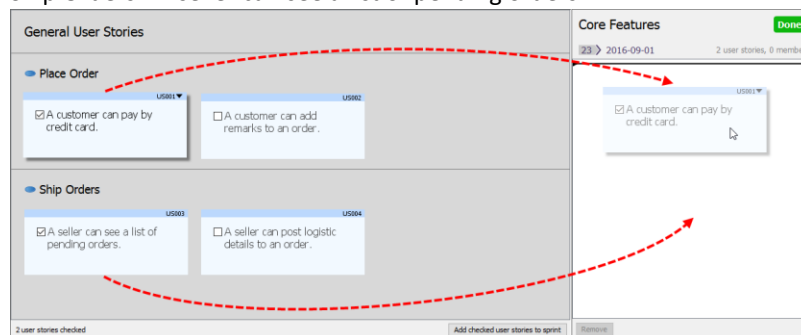 General User Stories
Place Order
US001
A customer can pay by
credit card.
US002
A customer can add
remarks to an order.
Ship Orders
US003
A seller can see a list of
pending orders.
US004
A seller can post logistic
details to an order.
2 user stories checked
Add checked user stories to sprint
Core Features
Done
23 2016-09-01
2 user stories, 0
US001
A customer can pay by
credit card.
Remove